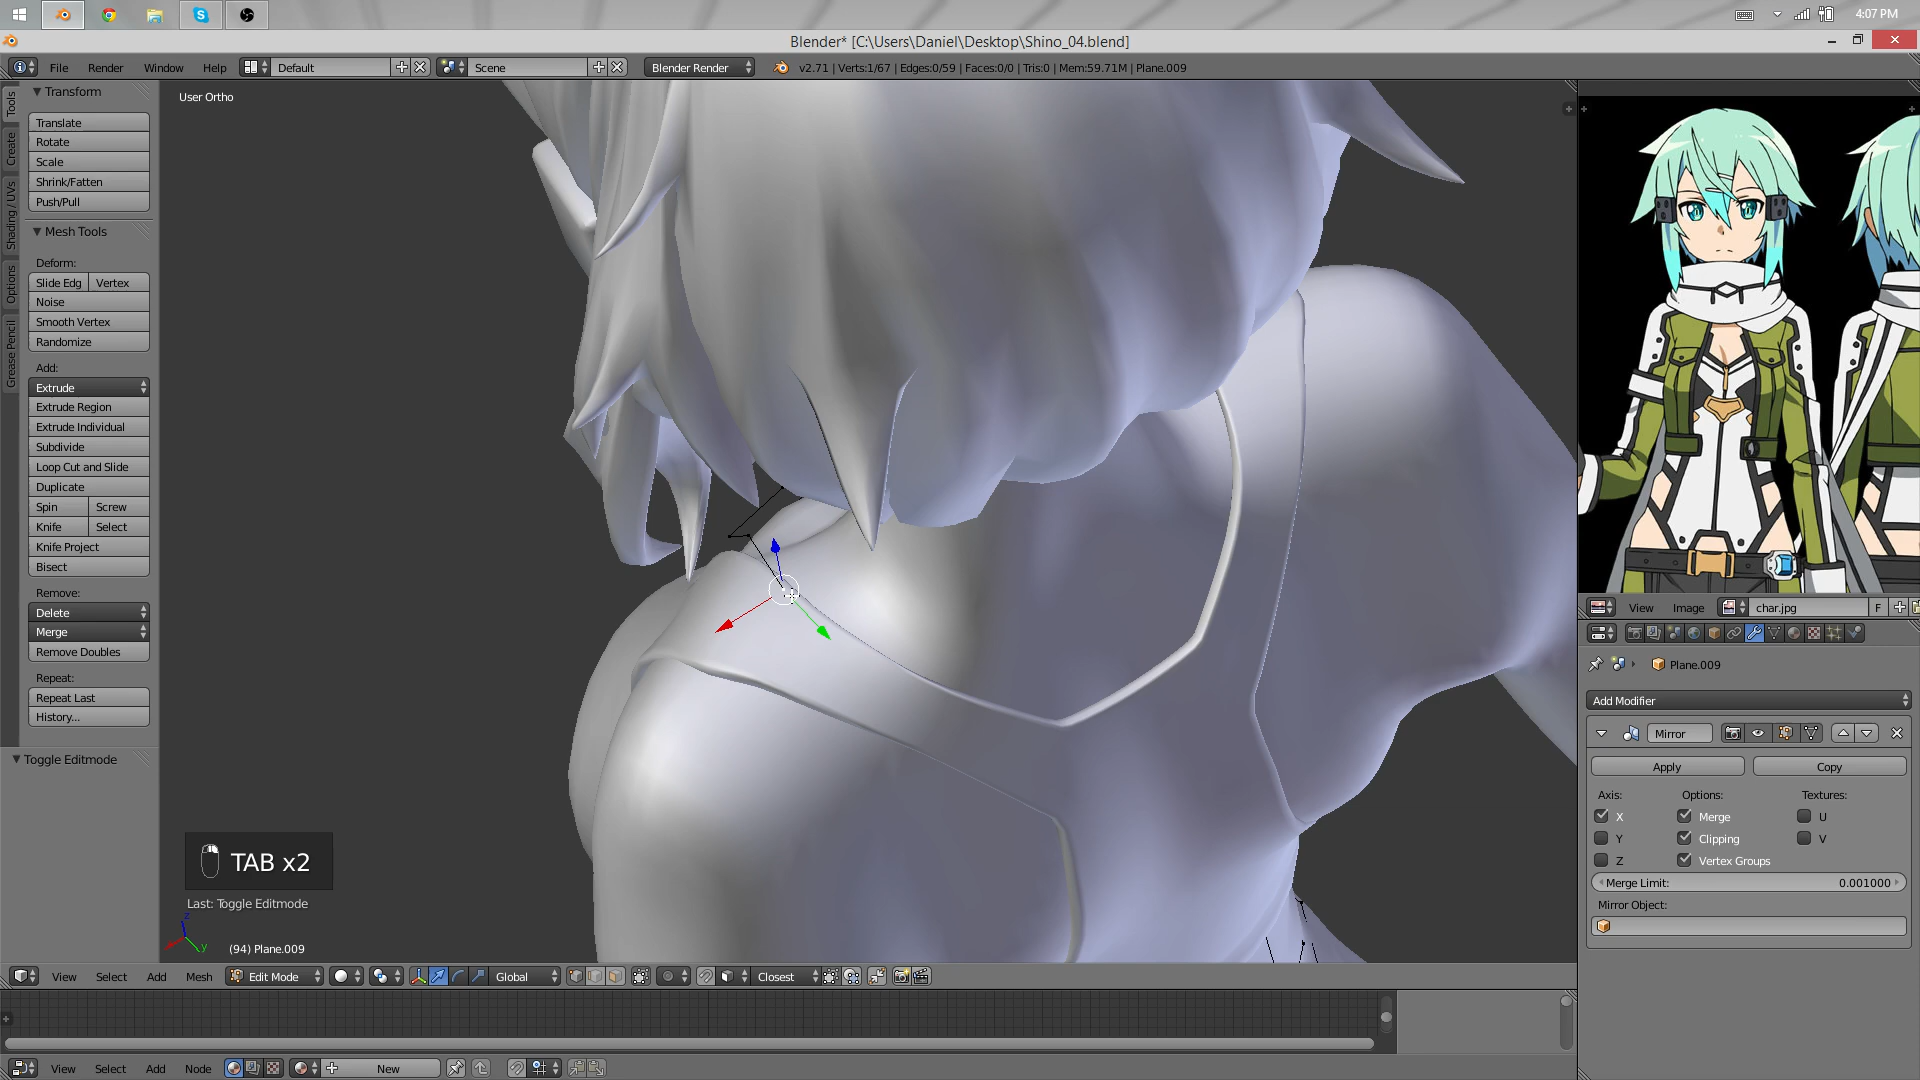 4:07 PM
Blender* [C:\Users\Daniel\Desktop\Shino_04.blend]
File Render Window Help Default Scene Blender Render v2.71 | Verts:1/67 | Edges:0/59 | Faces:0/0 | Tris:0 | Mem:59.71M | Plane.009
Tools
Create
Shading / UVs
Options
Grease Pencil
Transform
Translate
Rotate
Scale
Shrink/Fatten
Push/Pull
Mesh Tools
Deform:
Slide Edg Vertex
Noise
Smooth Vertex
Randomize
Add:
Extrude
Extrude Region
Extrude Individual
Subdivide
Loop Cut and Slide
Duplicate
Spin Screw
Knife Select
Knife Project
Bisect
Remove:
Delete
Merge
Remove Doubles
Repeat:
Repeat Last
History...
Toggle Editmode
User Ortho
TAB x2
Last: Toggle Editmode
z
y
(94) Plane.009
View Select Add Mesh Edit Mode Global Closest
View Select Add Node New
View Image char.jpg F
Plane.009
Add Modifier
Mirror
Apply Copy
Axis: Options: Textures:
X Merge U
Y Clipping V
Z Vertex Groups
Merge Limit: 0.001000
Mirror Object: